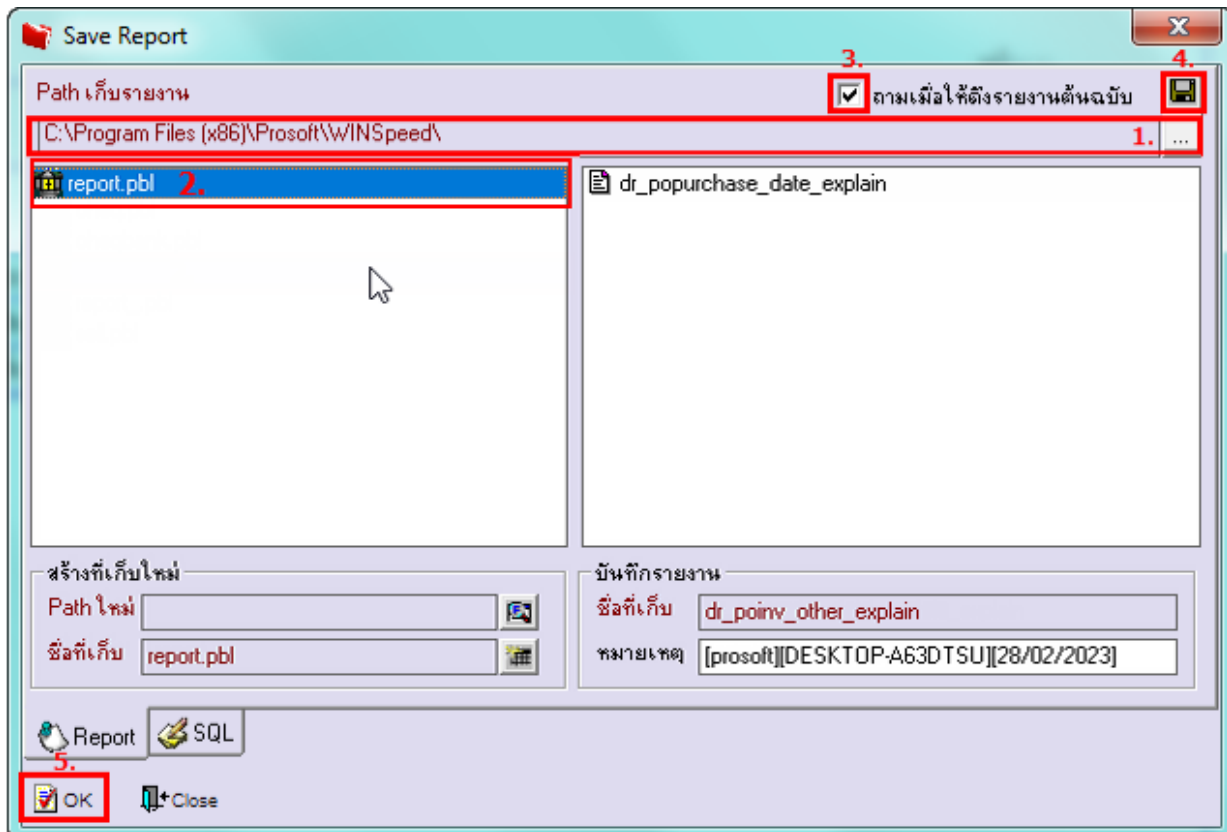 Save Report
3.
4.
Path เก็บรายงาน
ถามเมื่อให้ดึงรายงานต้นฉบับ
C:\Program Files (x86)\Prosoft\WINSpeed\
1.
...
report.pbl
2.
dr_popurchase_date_explain
สร้างที่เก็บใหม่
Path ใหม่
ชื่อที่เก็บ
report.pbl
บันทึกรายงาน
ชื่อที่เก็บ
dr_poinv_other_explain
หมายเหตุ
[prosoft][DESKTOP-A63DTSU][28/02/2023]
Report
SQL
5.
OK
Close